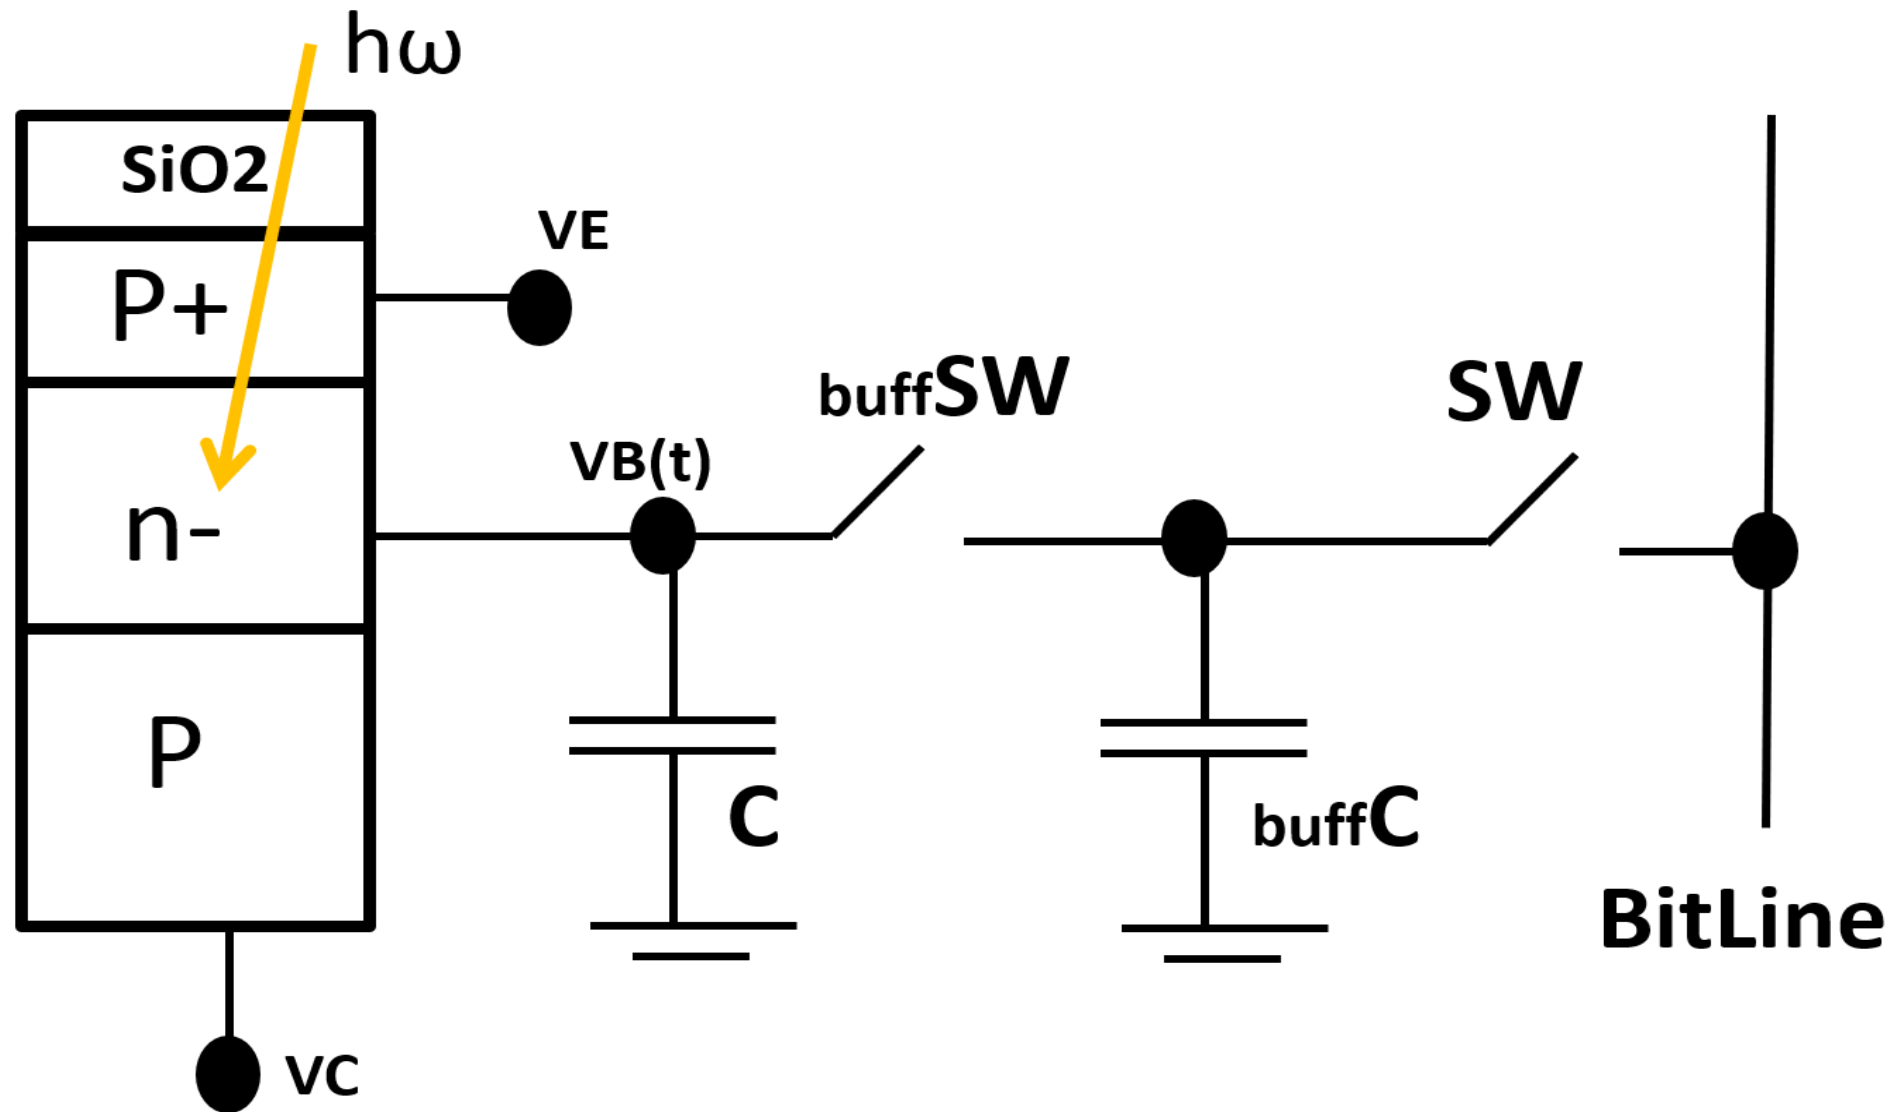 hω
SiO2
VE
P+
buffSW
SW
VB(t)
n-
P
C
buffC
BitLine
VC